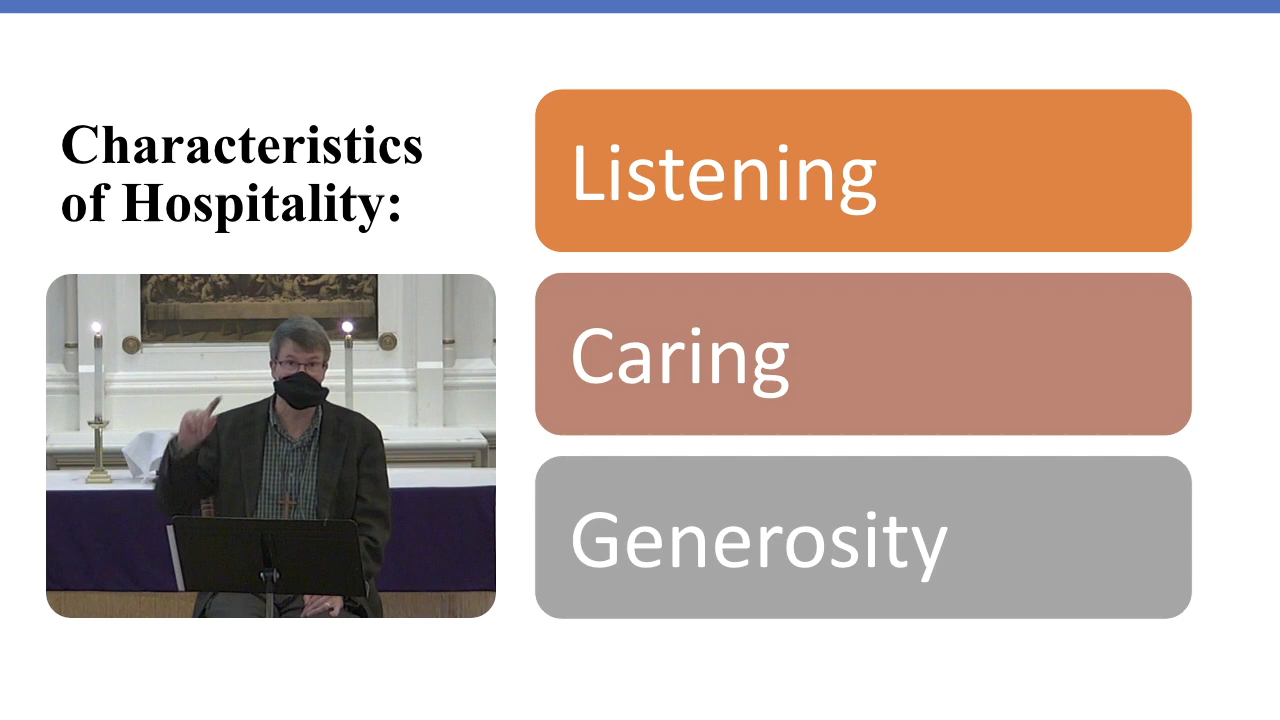 Characteristics
of Hospitality:
Listening
Caring
Generosity